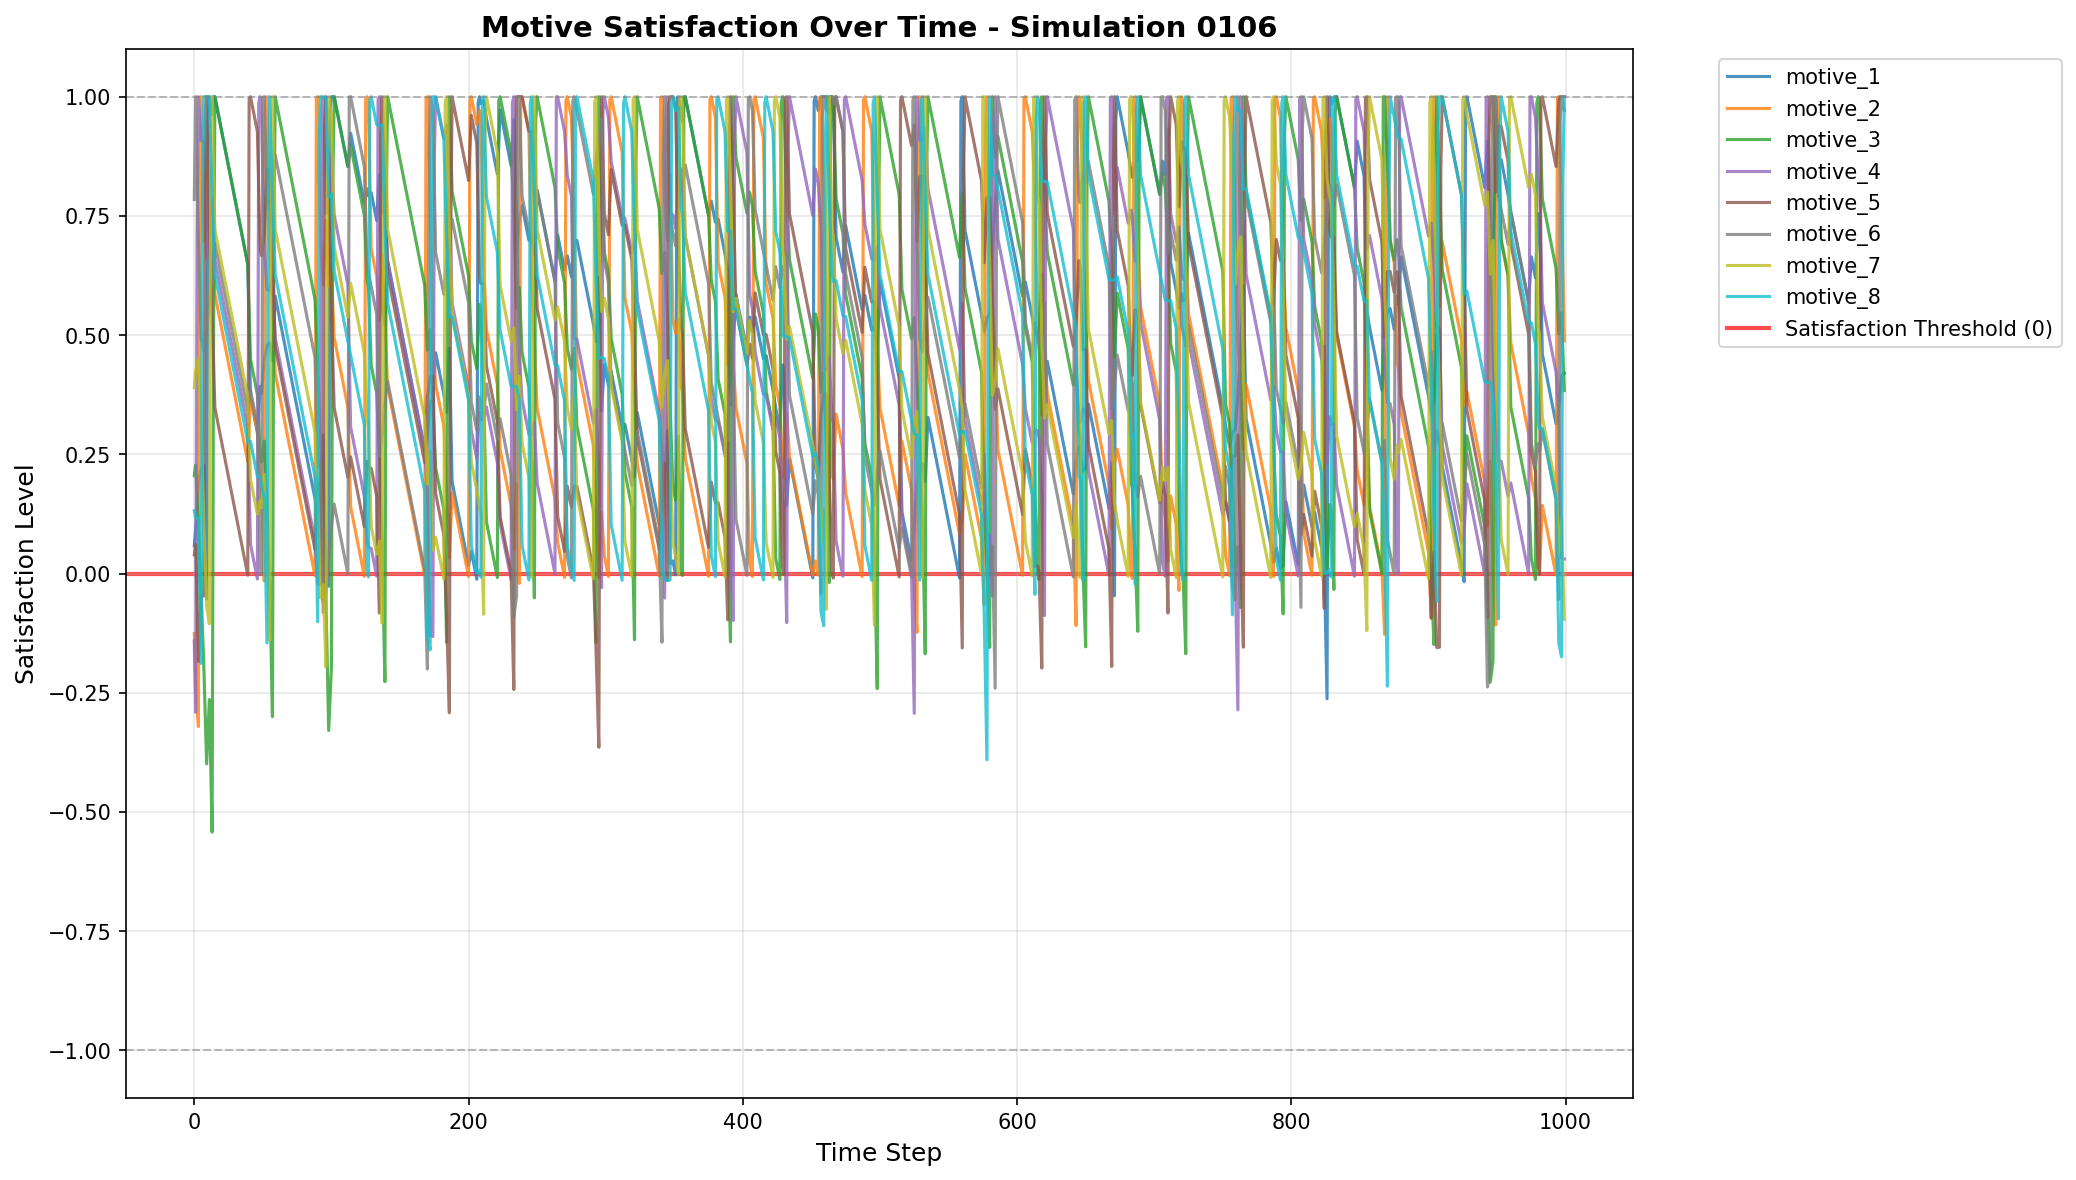 Motive Satisfaction Over Time - Simulation 0106
Satisfaction Level
1.00
0.75
0.50
0.25
0.00
−0.25
−0.50
−0.75
−1.00
0
200
400
600
800
1000
Time Step
motive_1
motive_2
motive_3
motive_4
motive_5
motive_6
motive_7
motive_8
Satisfaction Threshold (0)